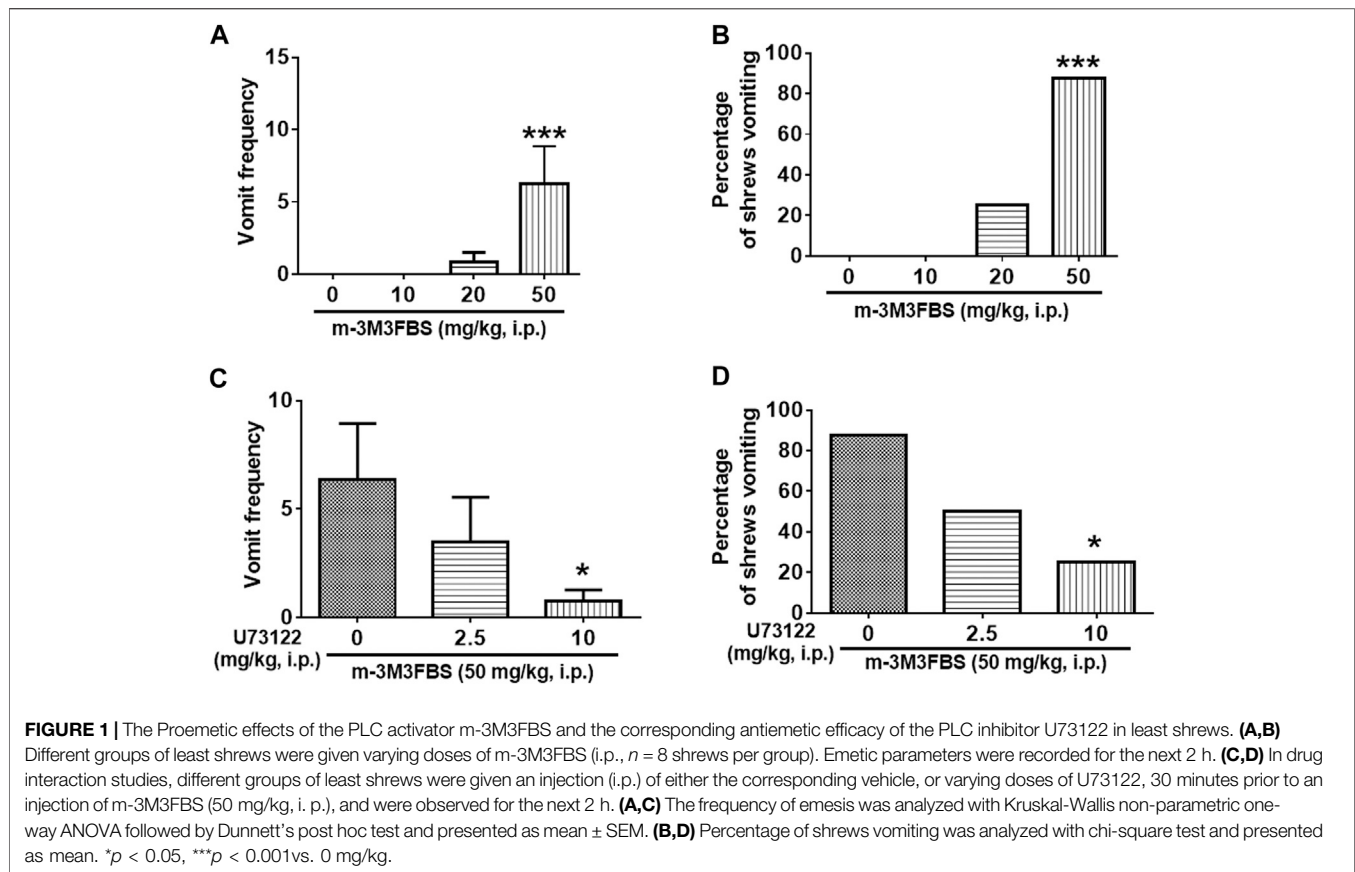 A
15
10
5
0
Vomit frequency
***
0 10 20 50
m-3M3FBS (mg/kg, i.p.)
B
100
80
60
40
20
0
Percentage
of shrews vomiting
***
0 10 20 50
m-3M3FBS (mg/kg, i.p.)
C
10
5
0
Vomit frequency
*
U73122 0 2.5 10
(mg/kg, i.p.)
m-3M3FBS (50 mg/kg, i.p.)
D
100
80
60
40
20
0
Percentage
of shrews vomiting
*
U73122 0 2.5 10
(mg/kg, i.p.)
m-3M3FBS (50 mg/kg, i.p.)
FIGURE 1 | The Proemetic effects of the PLC activator m-3M3FBS and the corresponding antiemetic efficacy of the PLC inhibitor U73122 in least shrews. (A,B)
Different groups of least shrews were given varying doses of m-3M3FBS (i.p., n = 8 shrews per group). Emetic parameters were recorded for the next 2 h. (C,D) In drug
interaction studies, different groups of least shrews were given an injection (i.p.) of either the corresponding vehicle, or varying doses of U73122, 30 minutes prior to an
injection of m-3M3FBS (50 mg/kg, i. p.), and were observed for the next 2 h. (A,C) The frequency of emesis was analyzed with Kruskal-Wallis non-parametric one-
way ANOVA followed by Dunnett's post hoc test and presented as mean ± SEM. (B,D) Percentage of shrews vomiting was analyzed with chi-square test and presented
as mean. *p < 0.05, ***p < 0.001vs. 0 mg/kg.